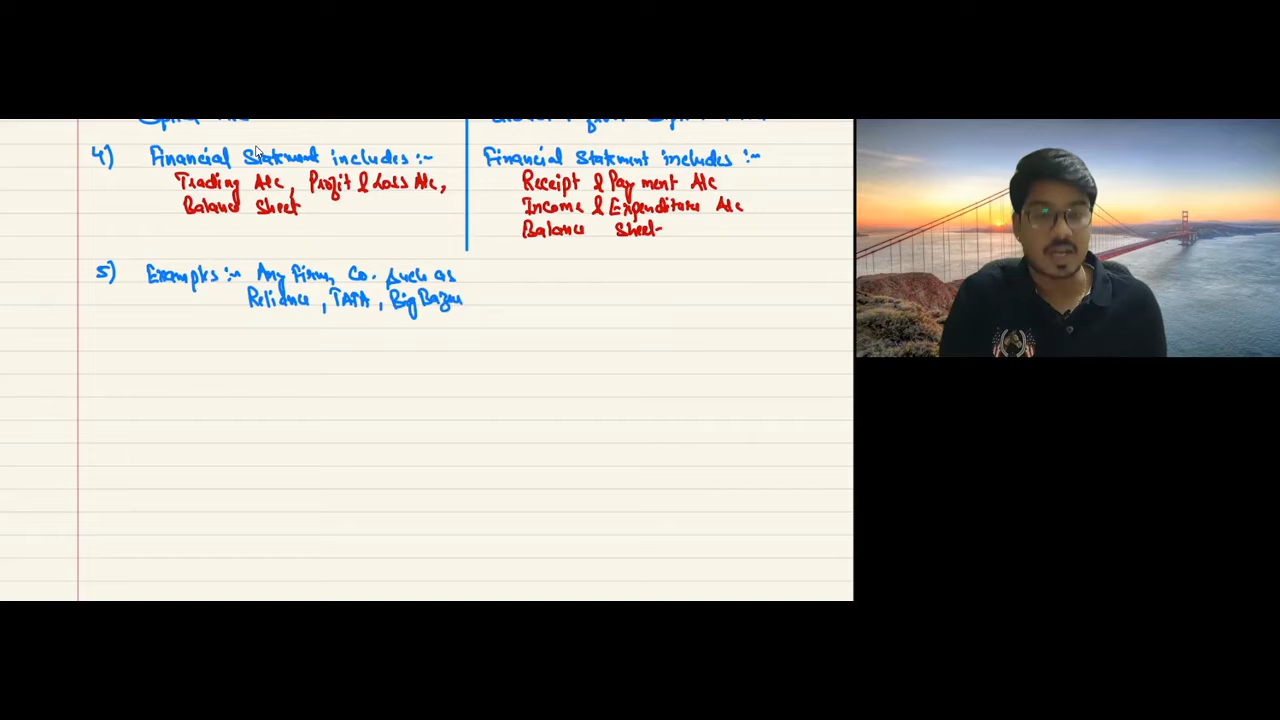 4) Financial Statement includes :-
Trading A/c, Profit & Loss A/c,
Balance Sheet
Financial Statement includes :-
Receipt & Payment A/c
Income & Expenditure A/c
Balance Sheet
5) Examples :- Any Firm, Co. such as
Reliance, TATA, Big Bazar